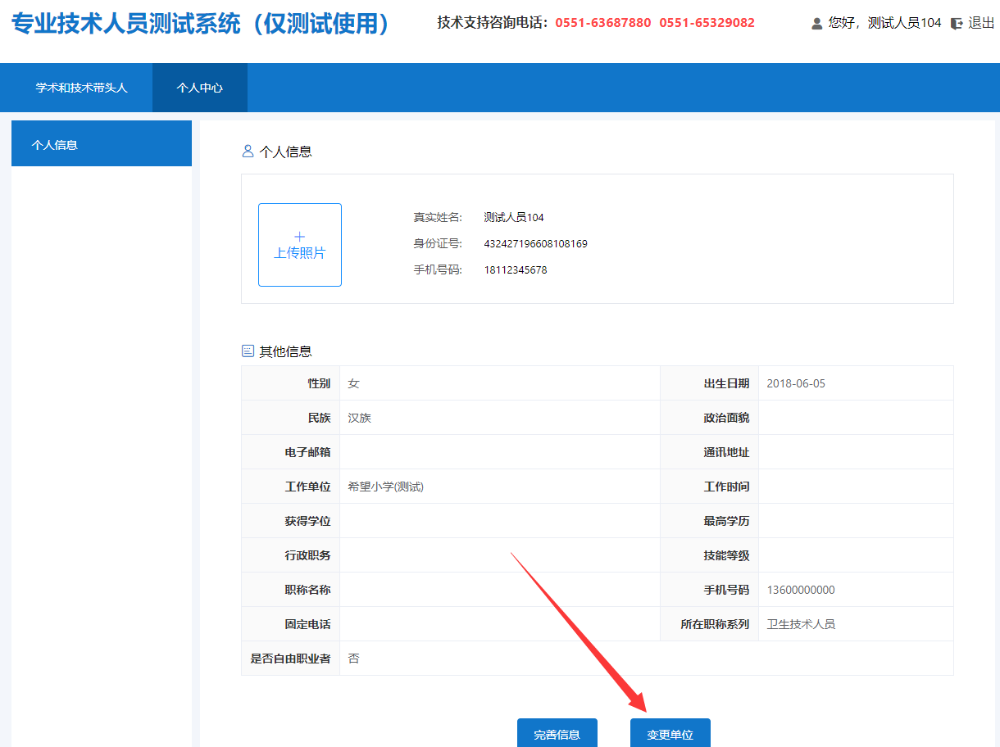 专业技术人员测试系统（仅测试使用） 技术支持咨询电话：0551-63687880 0551-65329082 您好，测试人员104 退出
学术和技术带头人 个人中心
个人信息
个人信息
上传照片
真实姓名: 测试人员104
身份证号: 432427196608108169
手机号码: 18112345678
其他信息
性别 女 出生日期 2018-06-05
民族 汉族 政治面貌
电子邮箱 通讯地址
工作单位 希望小学(测试) 工作时间
获得学位 最高学历
行政职务 技能等级
职称名称 手机号码 13600000000
固定电话 所在职称系列 卫生技术人员
是否自由职业者 否
完善信息 变更单位